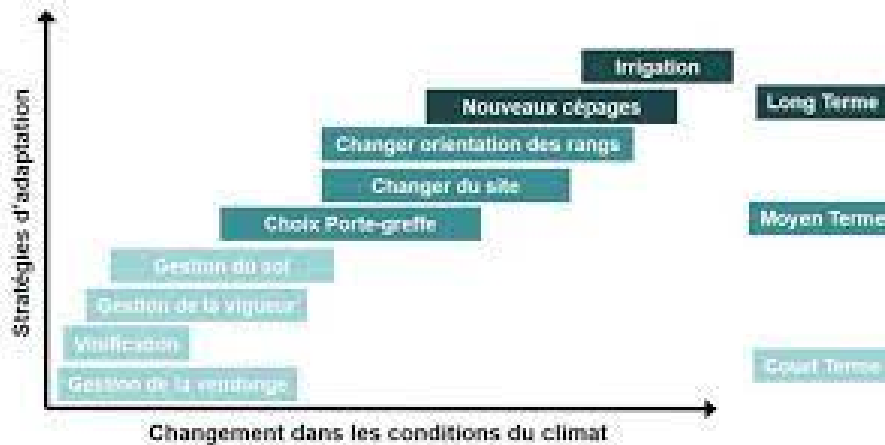 Irrigation
Nouveaux cépages
Long Terme
Changer orientation des rangs
Changer du site
Choix Porte-greffe
Moyen Terme
Gestion du sol
Gestion de la vigueur
Vinification
Court Terme
Gestion de la vendange
Stratégies d'adaptation
Changement dans les conditions du climat